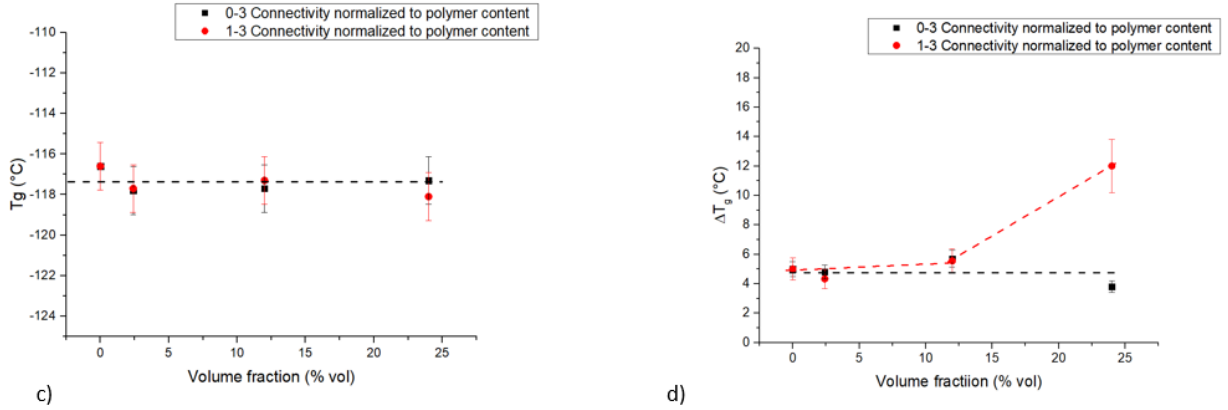 0-3 Connectivity normalized to polymer content
1-3 Connectivity normalized to polymer content
-110
-112
-114
-116
-118
-120
-122
-124
Tg (°C)
0 5 10 15 20 25
Volume fraction (% vol)
c)
0-3 Connectivity normalized to polymer content
1-3 Connectivity normalized to polymer content
20
18
16
14
12
10
8
6
4
2
0
ΔTg (°C)
0 5 10 15 20 25
Volume fractiion (% vol)
d)